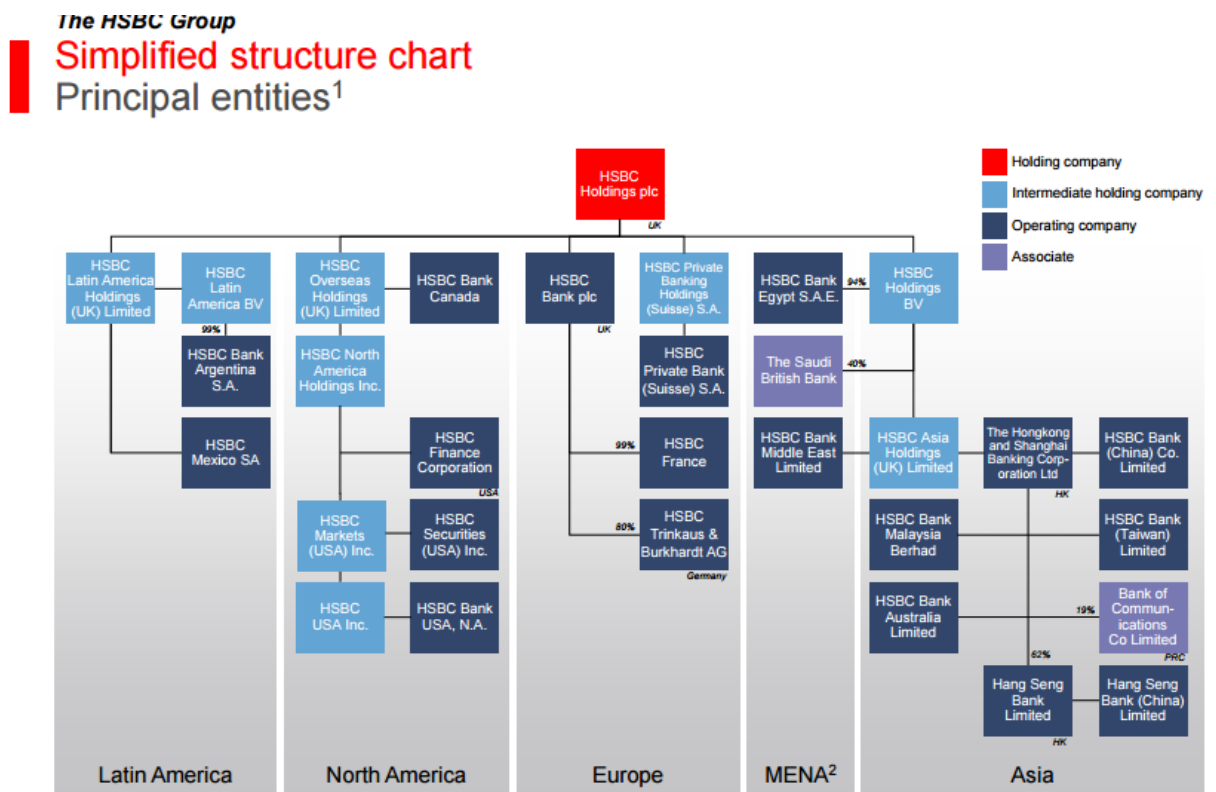 The HSBC Group
Simplified structure chart
Principal entities¹
HSBC
Holdings plc
UK
Holding company
Intermediate holding company
Operating company
Associate
HSBC
Latin America
Holdings
(UK) Limited
HSBC
Latin
America BV
99%
HSBC Bank
Argentina
S.A.
HSBC
Mexico SA
Latin America
HSBC
Overseas
Holdings
(UK) Limited
HSBC Bank
Canada
HSBC North
America
Holdings Inc.
HSBC
Finance
Corporation
USA
HSBC
Markets
(USA) Inc.
HSBC
Securities
(USA) Inc.
HSBC
USA Inc.
HSBC Bank
USA, N.A.
North America
HSBC
Bank plc
UK
HSBC Private
Banking
Holdings
(Suisse) S.A.
HSBC
Private Bank
(Suisse) S.A.
99%
HSBC
France
80%
HSBC
Trinkaus &
Burkhardt AG
Germany
Europe
HSBC Bank
Egypt S.A.E.
94%
The Saudi
British Bank
40%
HSBC Bank
Middle East
Limited
MENA²
HSBC
Holdings
BV
HSBC Asia
Holdings
(UK) Limited
The Hongkong
and Shanghai
Banking Corp-
oration Ltd
HK
HSBC Bank
(China) Co.
Limited
HSBC Bank
Malaysia
Berhad
HSBC Bank
(Taiwan)
Limited
HSBC Bank
Australia
Limited
19%
Bank of
Commun-
ications
Co Limited
PRC
62%
Hang Seng
Bank
Limited
HK
Hang Seng
Bank (China)
Limited
Asia